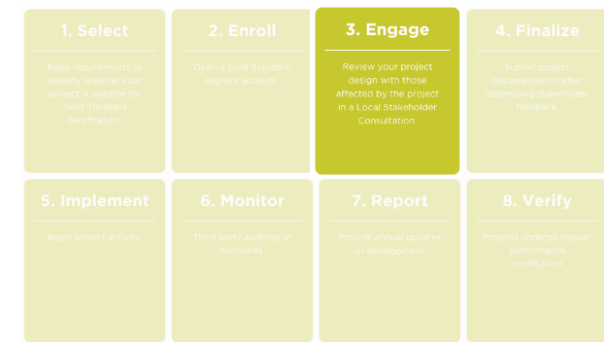 1. Select
Read requirements to
identify whether your
project is suitable for
Gold Standard
certification.
2. Enroll
Open a Gold Standard
registry account.
3. Engage
Review your project
design with those
affected by the project
in a Local Stakeholder
Consultation.
4. Finalize
Submit project
documentation after
addressing stakeholder
feedback.
5. Implement
Begin project activity.
6. Monitor
Third party auditing of
outcomes.
7. Report
Provide annual updates
on development.
8. Verify
Projects undergo regular
performance
certification.